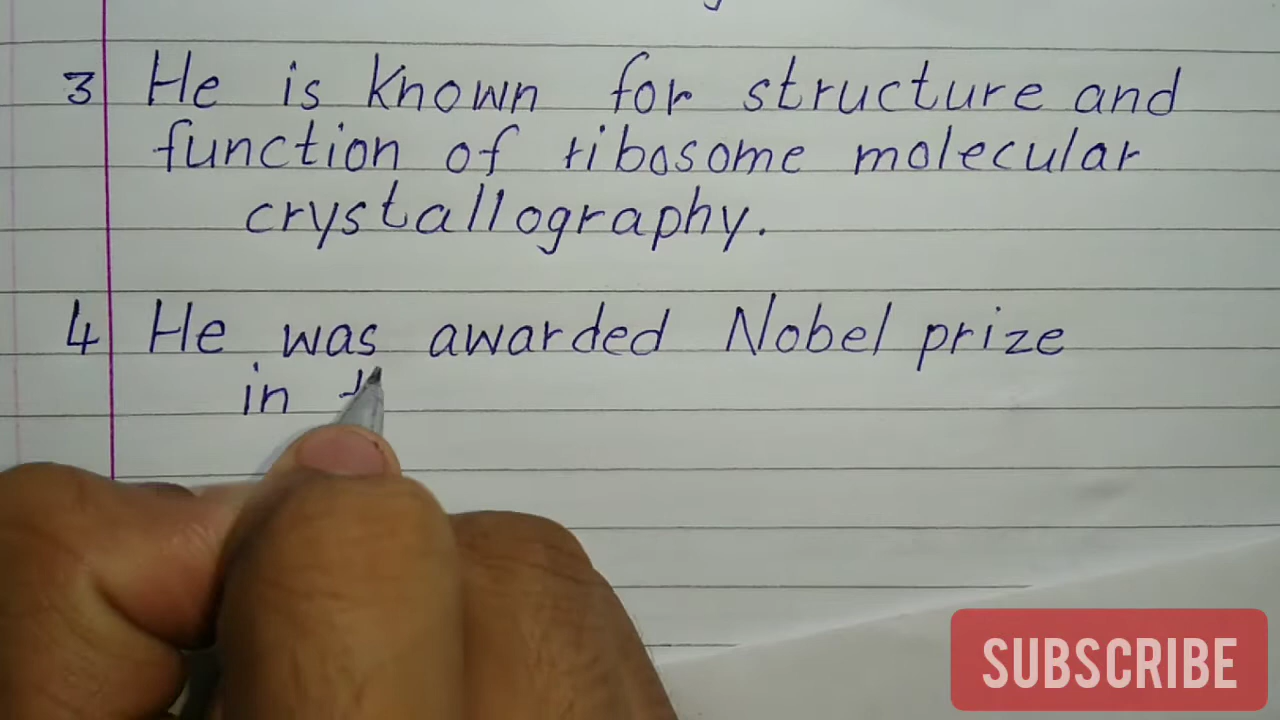 3 He is known for structure and
function of ribosome molecular
crystallography.
4 He was awarded Nobel prize
in
SUBSCRIBE